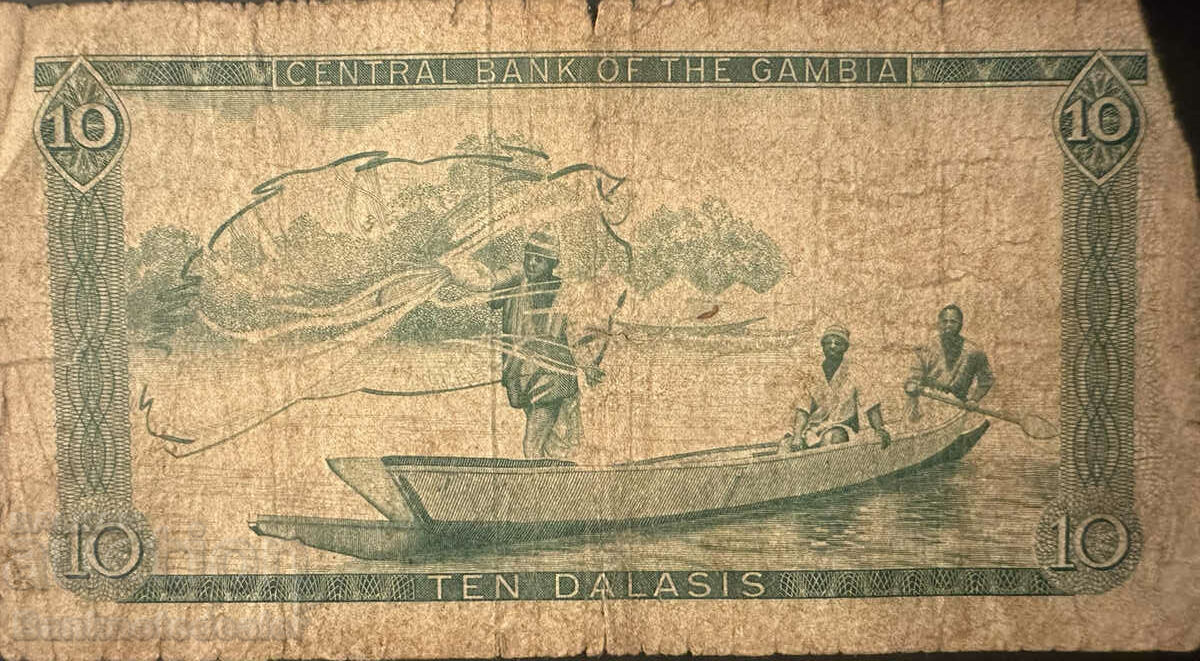 CENTRAL BANK OF THE GAMBIA
10 10
10 10
TEN DALASIS